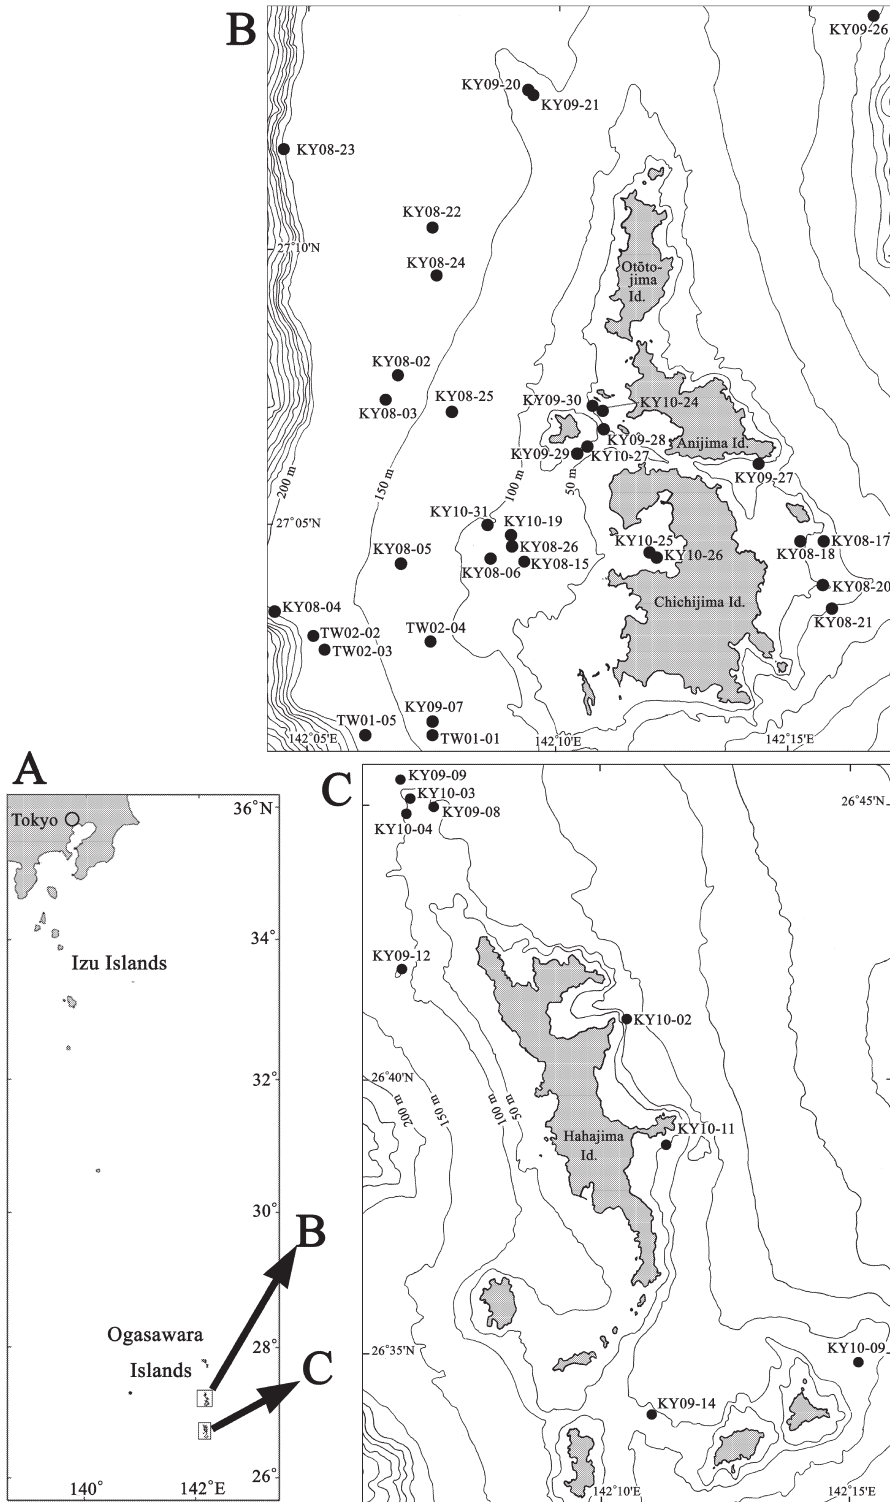 B
KY09-26
KY09-20
KY09-21
KY08-23
KY08-22
27°10'N
KY08-24
Otōto-
jima
Id.
KY08-02
KY08-03
KY08-25
KY09-30
KY10-24
KY09-28
Anijima Id.
KY09-29
KY10-27
KY09-27
200 m
150 m
100 m
50 m
27°05'N
KY10-31
KY10-19
KY08-26
KY08-15
KY08-06
KY08-05
KY10-25
KY10-26
KY08-17
KY08-18
KY08-20
KY08-21
Chichijima Id.
KY08-04
TW02-02
TW02-03
TW02-04
KY09-07
TW01-05
TW01-01
142°05'E
142°10'E
142°15'E
A
Tokyo
36°N
34°
Izu Islands
32°
30°
B
Ogasawara
Islands
28°
C
26°
140°
142°E
C
KY09-09
KY10-03
KY09-08
KY10-04
26°45'N
KY09-12
KY10-02
26°40'N
200 m
150 m
100 m
50 m
Hahajima
Id.
KY10-11
26°35'N
KY10-09
KY09-14
142°10'E
142°15'E